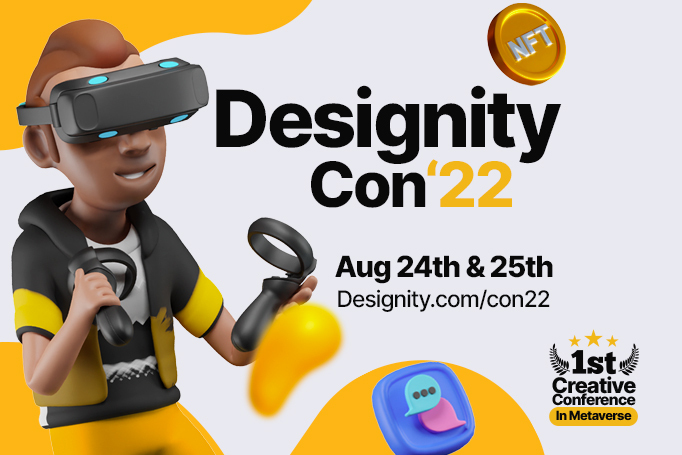 NFT
Designity
Con‘22
Aug 24th & 25th
Designity.com/con22
1st
Creative
Conference
In Metaverse